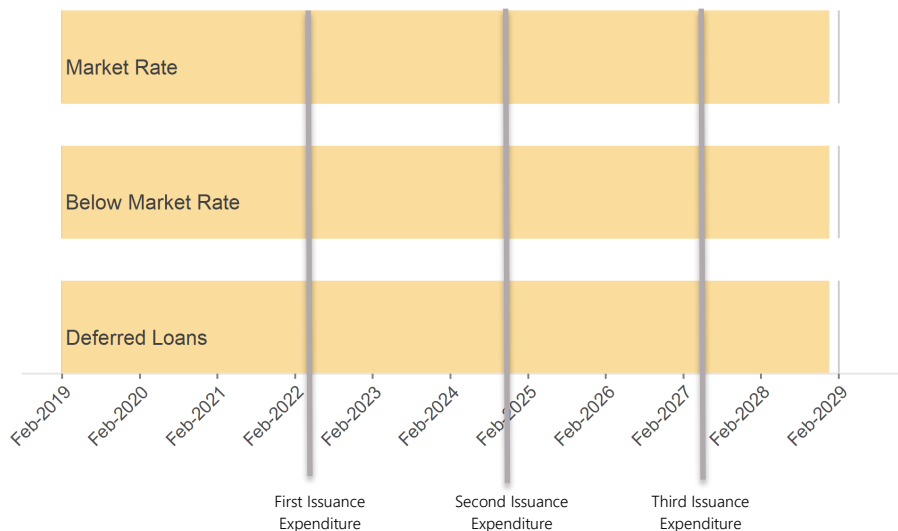 Market Rate
Below Market Rate
Deferred Loans
Feb-2019
Feb-2020
Feb-2021
Feb-2022
Feb-2023
Feb-2024
Feb-2025
Feb-2026
Feb-2027
Feb-2028
Feb-2029
First Issuance
Expenditure
Second Issuance
Expenditure
Third Issuance
Expenditure